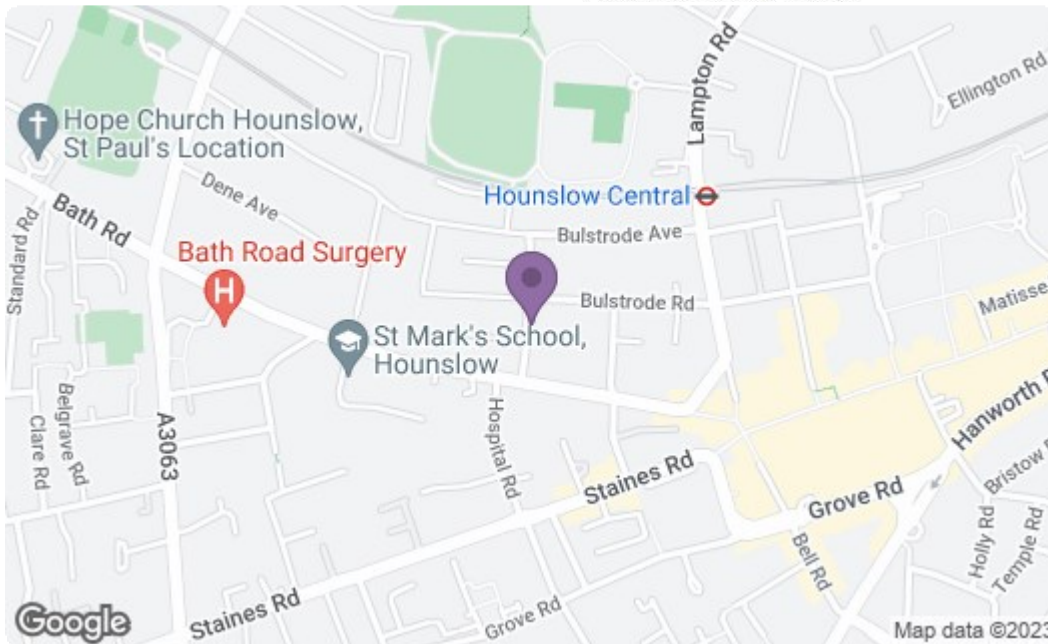 Lampton Rd
Ellington Rd
Hope Church Hounslow,
St Paul's Location
Dene Ave
Hounslow Central
Bath Rd
Bulstrode Ave
Standard Rd
Bath Road Surgery
H
Bulstrode Rd
Matisse
St Mark's School,
Hounslow
Belgrave Rd
Clare Rd
A3063
Hospital Rd
Hanworth
Staines Rd
Grove Rd
Bristow
Bell Rd
Holly Rd
Temple Rd
Staines Rd
Grove Rd
Google
Map data ©2023